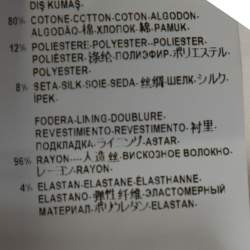 DIŞ KUMAŞ
80% COTONE-COTTON-COTON-ALGODON
ALGODÃO-棉-ХЛОПОК-綿-PAMUK.
12% POLIESTERE-POLYESTER--POLIESTER
POLIÉSTER-涤纶-ПОЛИЭСТЕР-ポリエステル-
POLYESTER.
8% SETA-SILK-SOIE-SEDA-丝绸-ШЕЛК-シルク-
İPEK.
FODERA-LINING-DOUBLURE-
REVESTIMIENTO-REVESTIMENTO-衬里-
ПОДКЛАДКА-ライニング-ASTAR.
96% RAYON----人造丝-ВИСКОЗНОЕ ВОЛОКНО-
レーヨン-RAYON.
4% ELASTAN-ELASTANE-ÉLASTHANNE-
ELASTANO-弹性纤维-ЭЛАСТОМЕРНЫЙ
МАТЕРИАЛ-ポリウレタン-ELASTAN.